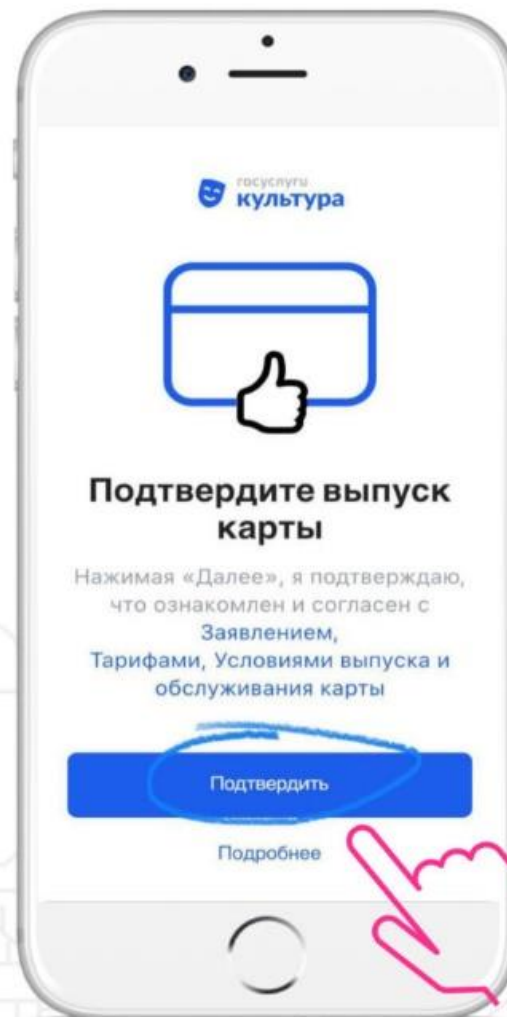 госуслуги
культура
Подтвердите выпуск
карты
Нажимая «Далее», я подтверждаю,
что ознакомлен и согласен с
Заявлением,
Тарифами, Условиями выпуска и
обслуживания карты
Подтвердить
Подробнее